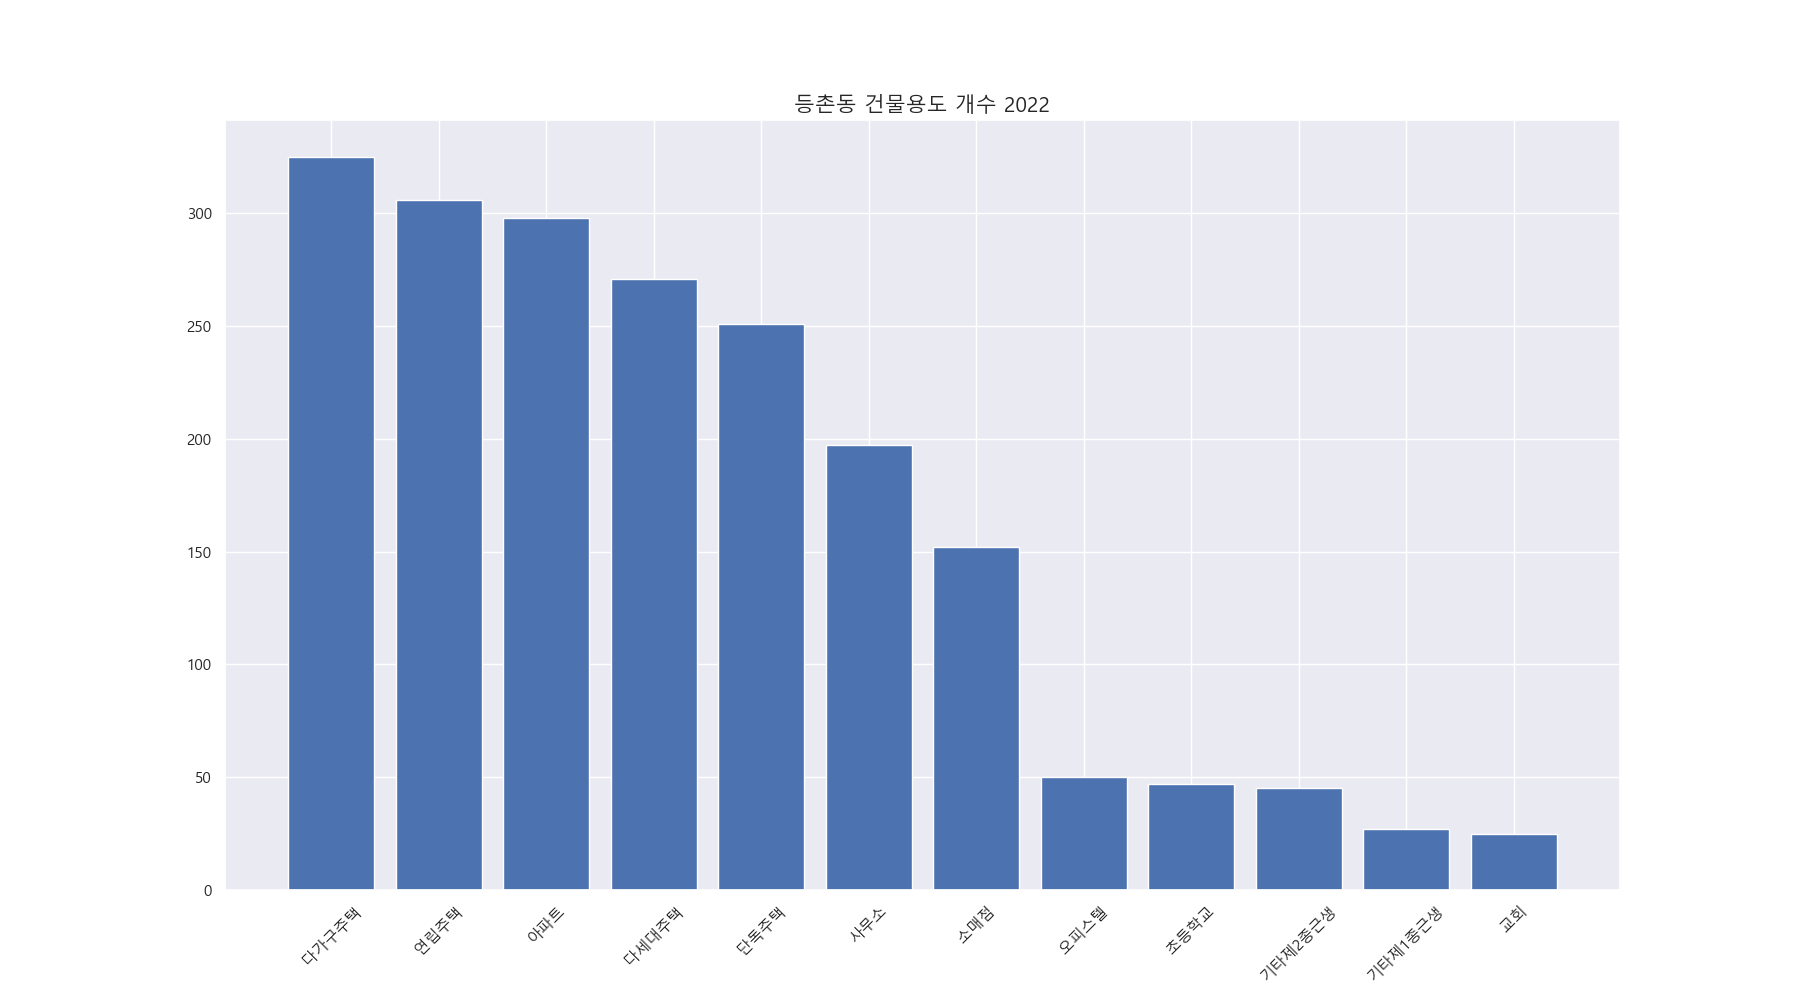 등촌동 건물용도 개수 2022
300
250
200
150
100
50
0
다가구주택
연립주택
아파트
다세대주택
단독주택
사무소
소매점
오피스텔
초등학교
기타제2종근생
기타제1종근생
교회